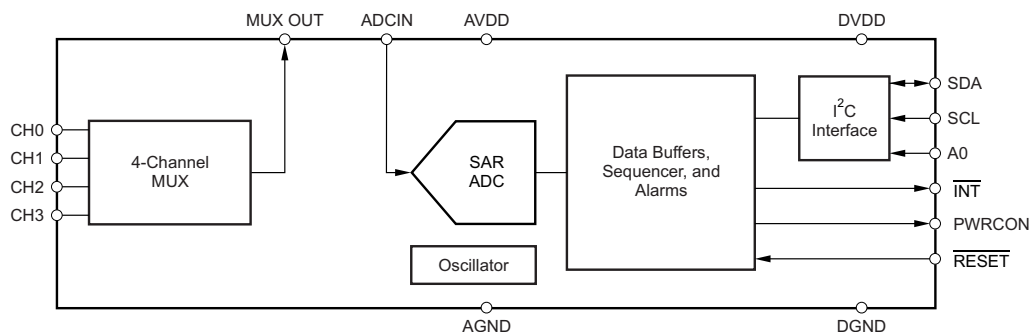 MUX OUT
ADCIN
AVDD
DVDD
CH0
CH1
CH2
CH3
4-Channel
MUX
SAR
ADC
Data Buffers,
Sequencer, and
Alarms
I²C
Interface
SDA
SCL
A0
INT
PWRCON
RESET
Oscillator
AGND
DGND